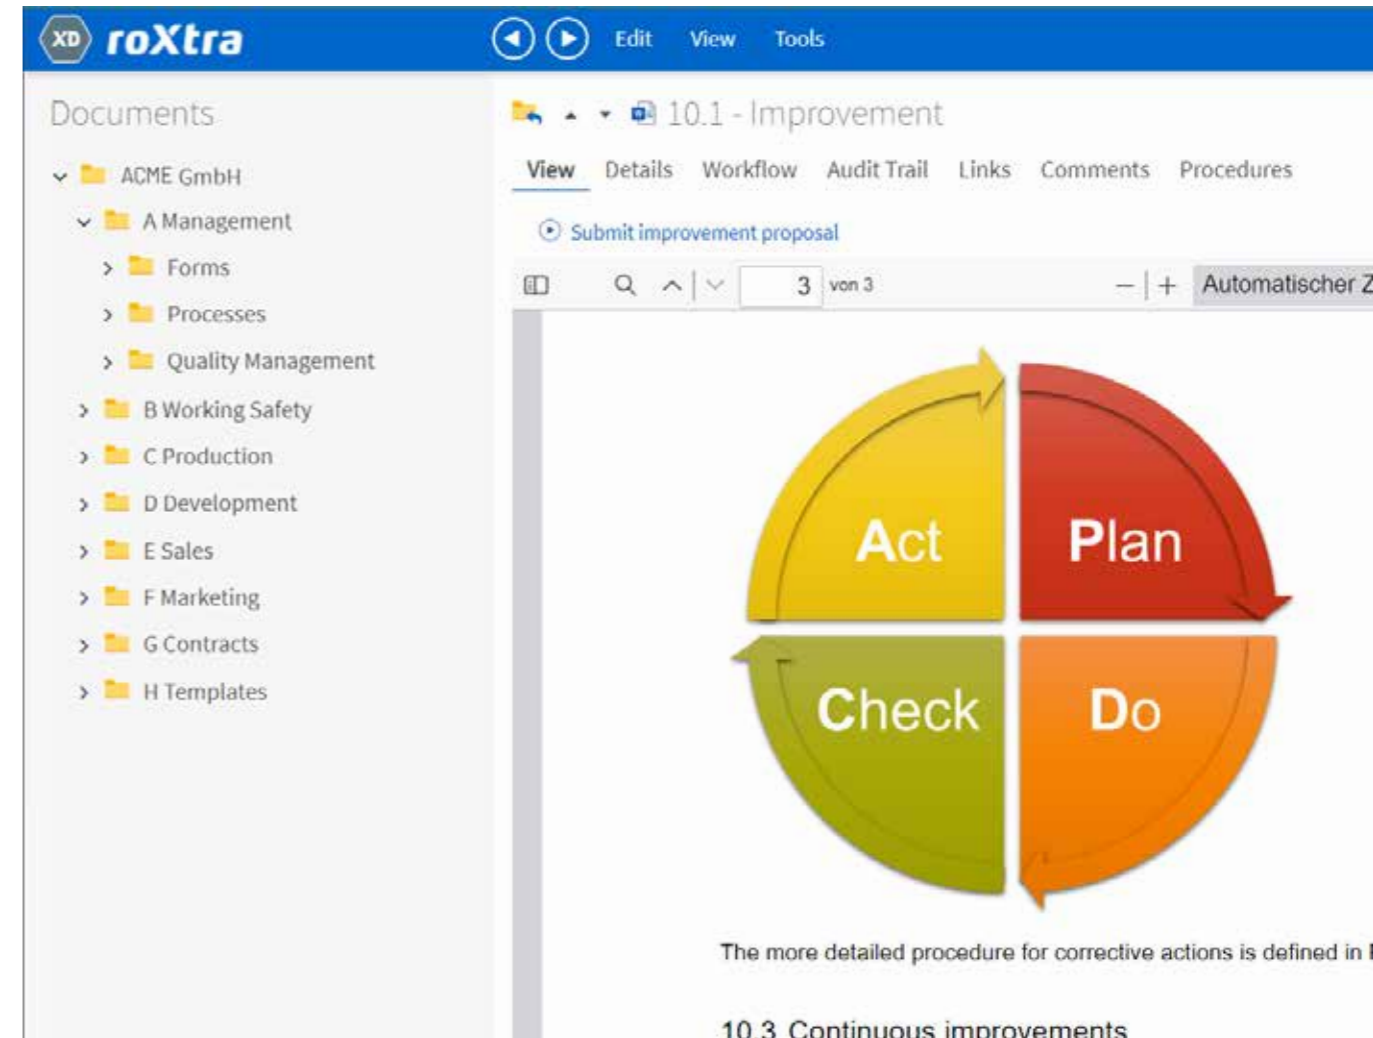 XD roXtra
Edit View Tools
Documents
ACME GmbH
A Management
Forms
Processes
Quality Management
B Working Safety
C Production
D Development
E Sales
F Marketing
G Contracts
H Templates
10.1 - Improvement
View Details Workflow Audit Trail Links Comments Procedures
Submit improvement proposal
3 von 3 Automatischer Z
Act Plan
Check Do
The more detailed procedure for corrective actions is defined in
10.3 Continuous improvements